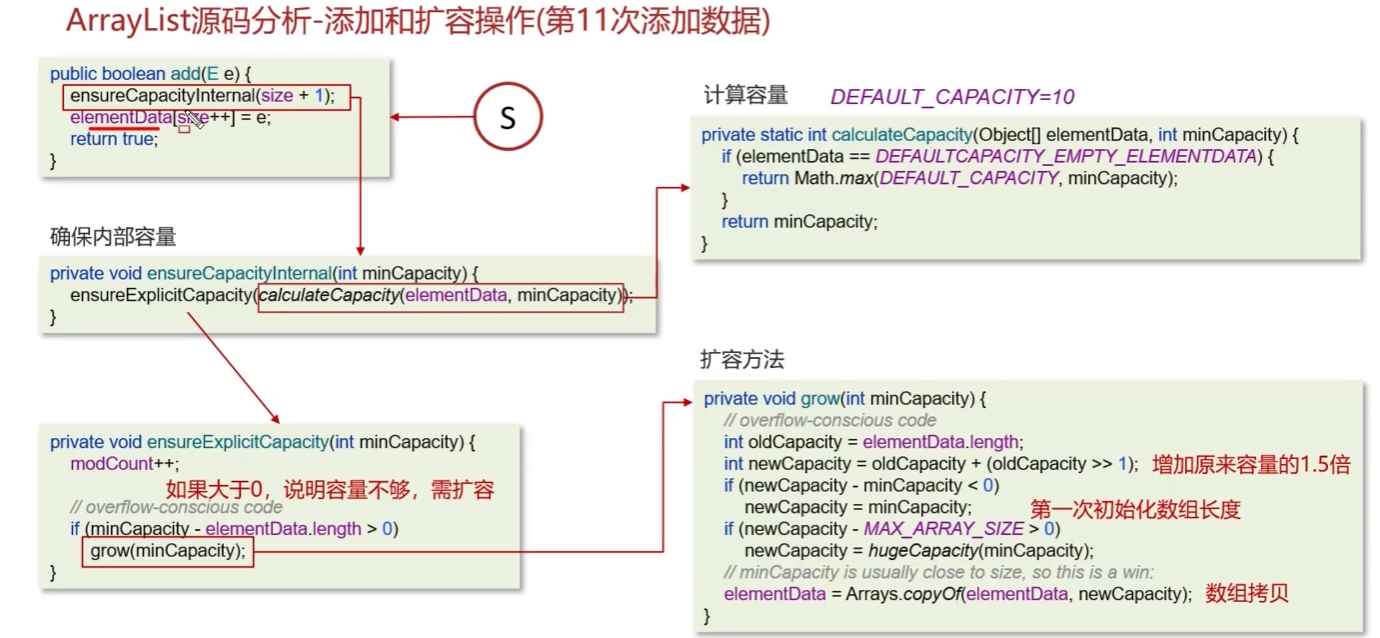 ArrayList源码分析-添加和扩容操作(第11次添加数据)
public boolean add(E e) {
ensureCapacityInternal(size + 1);
elementData[size++] = e;
return true;
}
S
计算容量 DEFAULT_CAPACITY=10
private static int calculateCapacity(Object[] elementData, int minCapacity) {
if (elementData == DEFAULTCAPACITY_EMPTY_ELEMENTDATA) {
return Math.max(DEFAULT_CAPACITY, minCapacity);
}
return minCapacity;
}
确保内部容量
private void ensureCapacityInternal(int minCapacity) {
ensureExplicitCapacity(calculateCapacity(elementData, minCapacity));
}
private void ensureExplicitCapacity(int minCapacity) {
modCount++;
如果大于0，说明容量不够，需扩容
// overflow-conscious code
if (minCapacity - elementData.length > 0)
grow(minCapacity);
}
扩容方法
private void grow(int minCapacity) {
// overflow-conscious code
int oldCapacity = elementData.length;
int newCapacity = oldCapacity + (oldCapacity >> 1); 增加原来容量的1.5倍
if (newCapacity - minCapacity < 0)
newCapacity = minCapacity; 第一次初始化数组长度
if (newCapacity - MAX_ARRAY_SIZE > 0)
newCapacity = hugeCapacity(minCapacity);
// minCapacity is usually close to size, so this is a win:
elementData = Arrays.copyOf(elementData, newCapacity); 数组拷贝
}